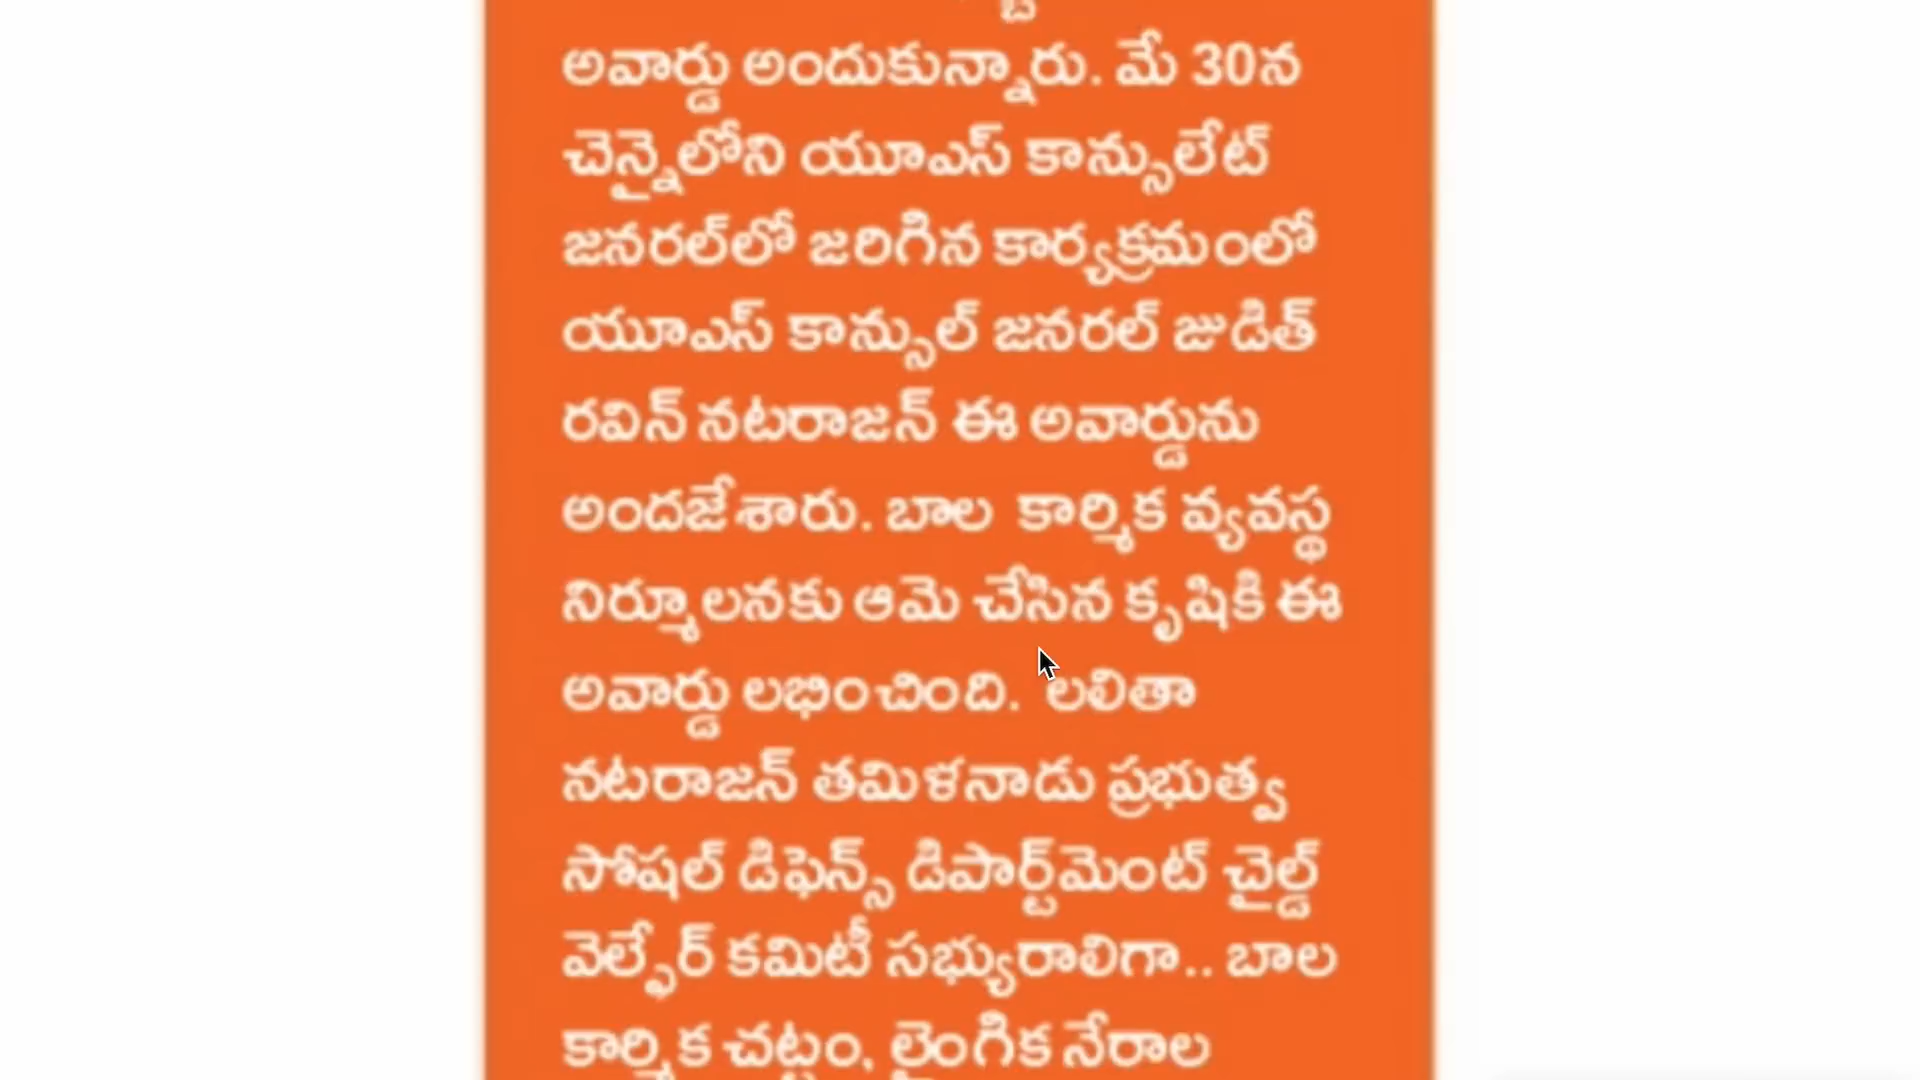 అవార్డు అందుకున్నారు. మే 30న
చెన్నైలోని యూఎస్ కాన్సులేట్
జనరల్‌లో జరిగిన కార్యక్రమంలో
యూఎస్ కాన్సుల్ జనరల్ జుడిత్
రవిన్ నటరాజన్ ఈ అవార్డును
అందజేశారు. బాల కార్మిక వ్యవస్థ
నిర్మూలనకు ఆమె చేసిన కృషికి ఈ
అవార్డు లభించింది. లలితా
నటరాజన్ తమిళనాడు ప్రభుత్వ
సోషల్ డిఫెన్స్ డిపార్ట్‌మెంట్ చైల్డ్
వెల్ఫేర్ కమిటీ సభ్యురాలిగా.. బాల
కార్మిక చట్టం, లైంగిక నేరాల